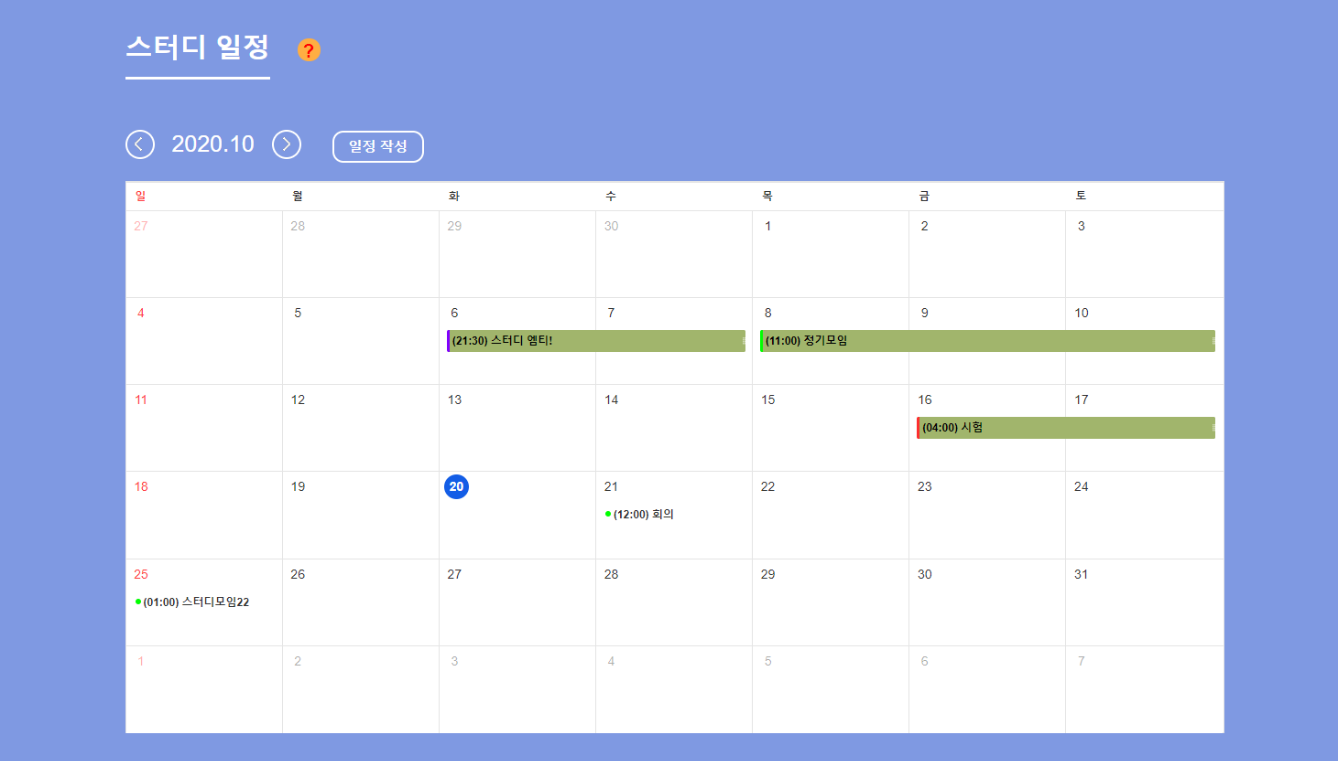 스터디 일정 ?
2020.10 일정 작성
일 월 화 수 목 금 토
27 28 29 30 1 2 3
4 5 6 7 8 9 10
(21:30) 스터디 엠티! (11:00) 정기모임
11 12 13 14 15 16 17
(04:00) 시험
18 19 20 21 22 23 24
(12:00) 회의
25 26 27 28 29 30 31
(01:00) 스터디모임22
1 2 3 4 5 6 7